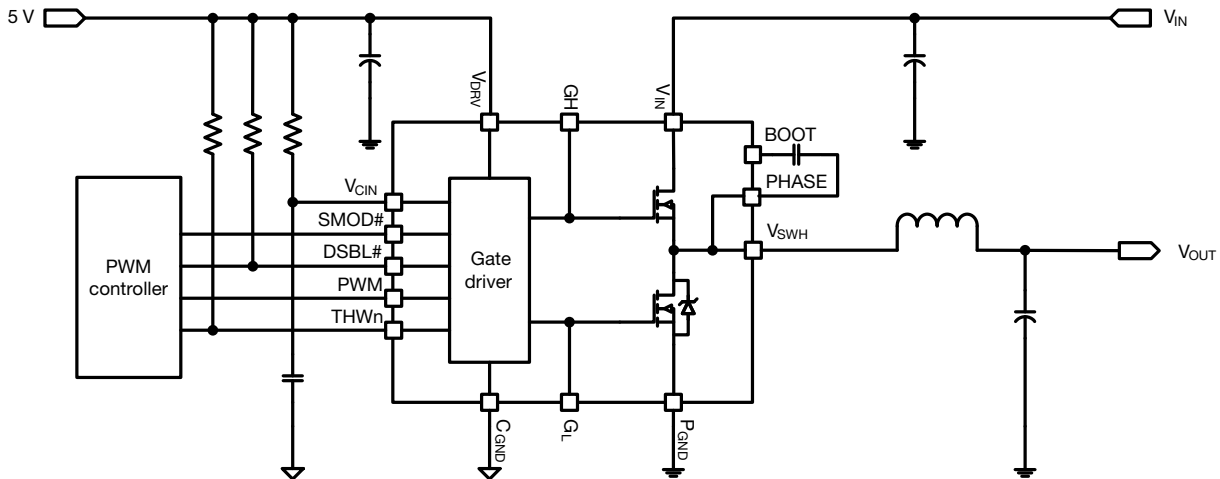 5 V
V_IN
V_DRV
GH
V_IN
BOOT
PHASE
V_CIN
SMOD#
DSBL#
PWM
THWn
PWM
controller
Gate
driver
V_SWH
V_OUT
C_GND
G_L
P_GND